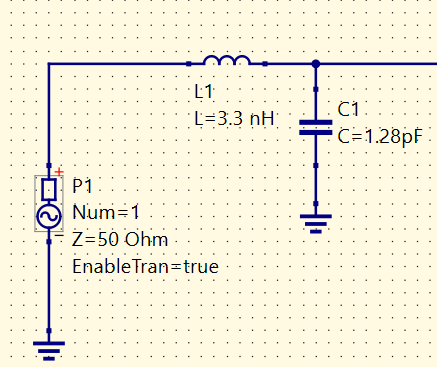 L1
L=3.3 nH
C1
C=1.28pF
+
P1
Num=1
Z=50 Ohm
−
EnableTran=true